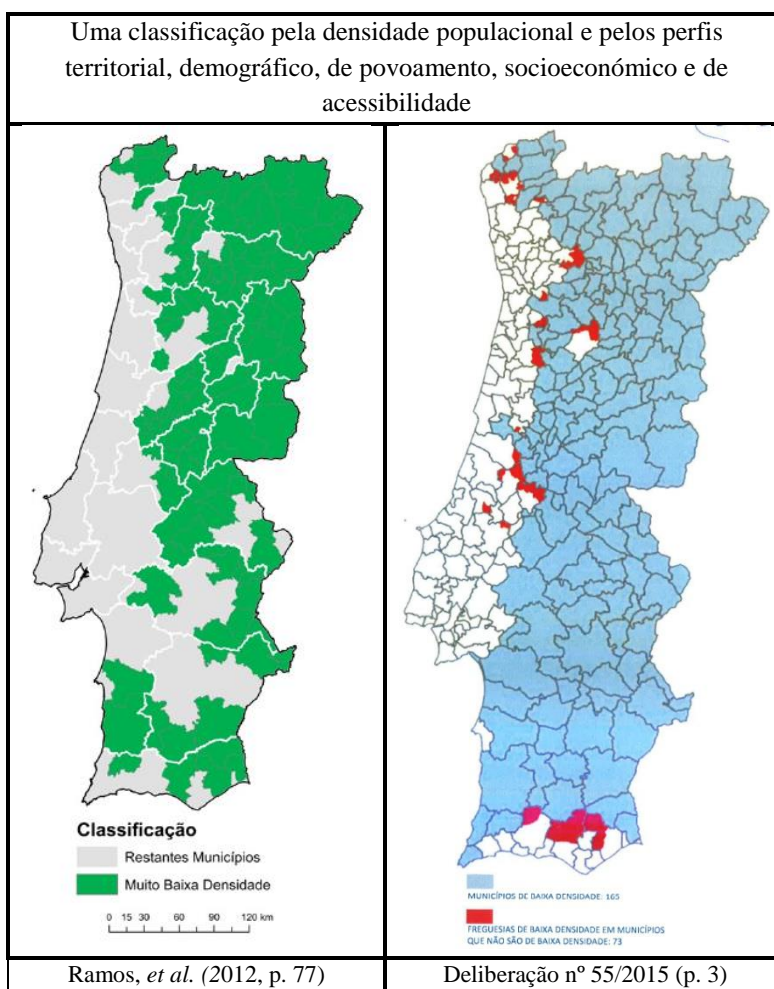 Uma classificação pela densidade populacional e pelos perfis
territorial, demográfico, de povoamento, socioeconómico e de
acessibilidade
Classificação
Restantes Municípios
Muito Baixa Densidade
0 15 30 60 90 120 km
MUNICÍPIOS DE BAIXA DENSIDADE: 165
FREGUESIAS DE BAIXA DENSIDADE EM MUNICÍPIOS
QUE NÃO SÃO DE BAIXA DENSIDADE: 73
Ramos, et al. (2012, p. 77)
Deliberação nº 55/2015 (p. 3)